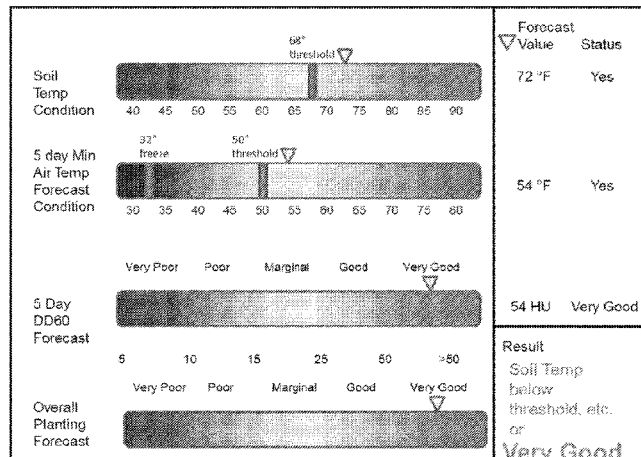 Forecast
Value Status
68°
threshold
Soil
Temp
Condition
40 45 50 55 60 65 70 75 80 85 90
72 °F Yes
32°
freeze
50°
threshold
5 day Min
Air Temp
Forecast
Condition
30 35 40 45 50 55 60 65 70 75 80
54 °F Yes
Very Poor Poor Marginal Good Very Good
5 Day
DD60
Forecast
54 HU Very Good
5 10 15 25 50 >50
Very Poor Poor Marginal Good Very Good
Overall
Planting
Forecast
Result
Soil Temp
below
threshold, etc.
or
Very Good